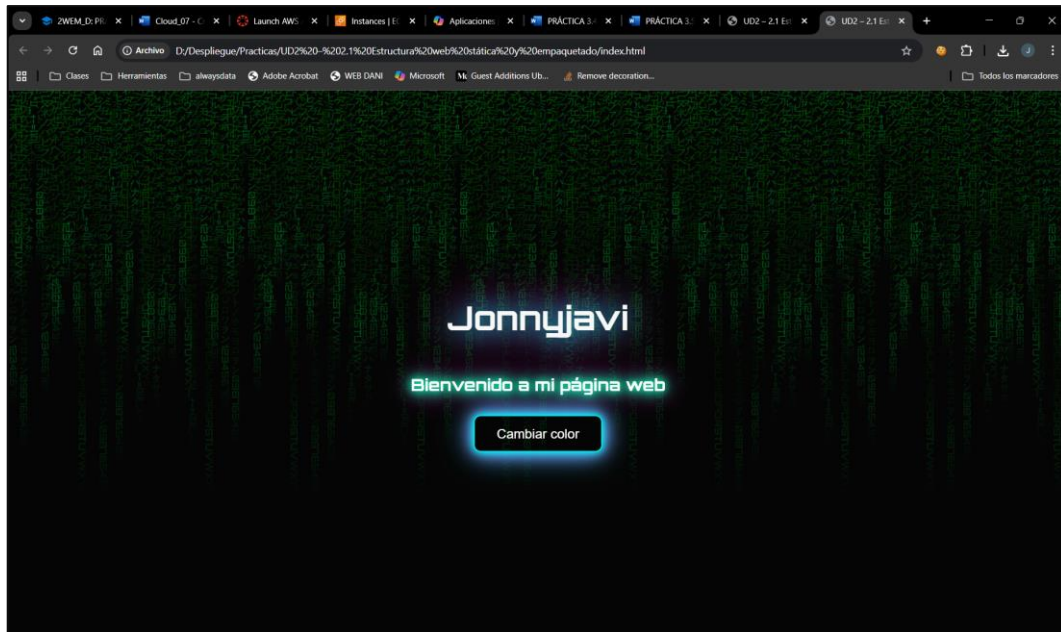 2WEM_D: PR
Cloud_07 - C
Launch AWS
Instances | EC
Aplicaciones
PRÁCTICA 3.
PRÁCTICA 3.
UD2 – 2.1 Est
UD2 – 2.1 Est
Archivo D:/Despliegue/Practicas/UD2%20-%202.1%20Estructura%20web%20stática%20y%20empaquetado/index.html
Clases Herramientas alwaysdata Adobe Acrobat WEB DANI Microsoft Guest Additions Ub... Remove decoration... Todos los marcadores
Jonnyjavi
Bienvenido a mi página web
Cambiar color